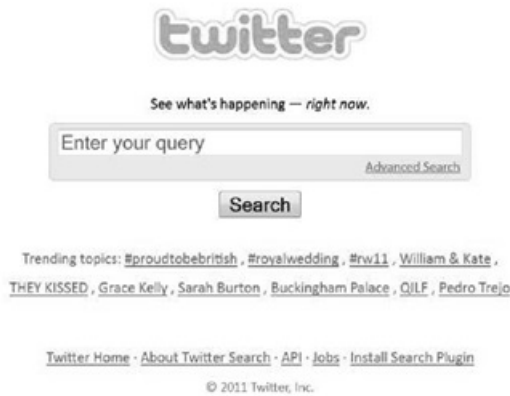 twitter
See what's happening — right now.
Enter your query
Advanced Search
Search
Trending topics: #proudtobebritish , #royalwedding , #rw11 , William & Kate ,
THEY KISSED , Grace Kelly , Sarah Burton , Buckingham Palace , QILF , Pedro Trejo
Twitter Home · About Twitter Search · API · Jobs · Install Search Plugin
© 2011 Twitter, Inc.